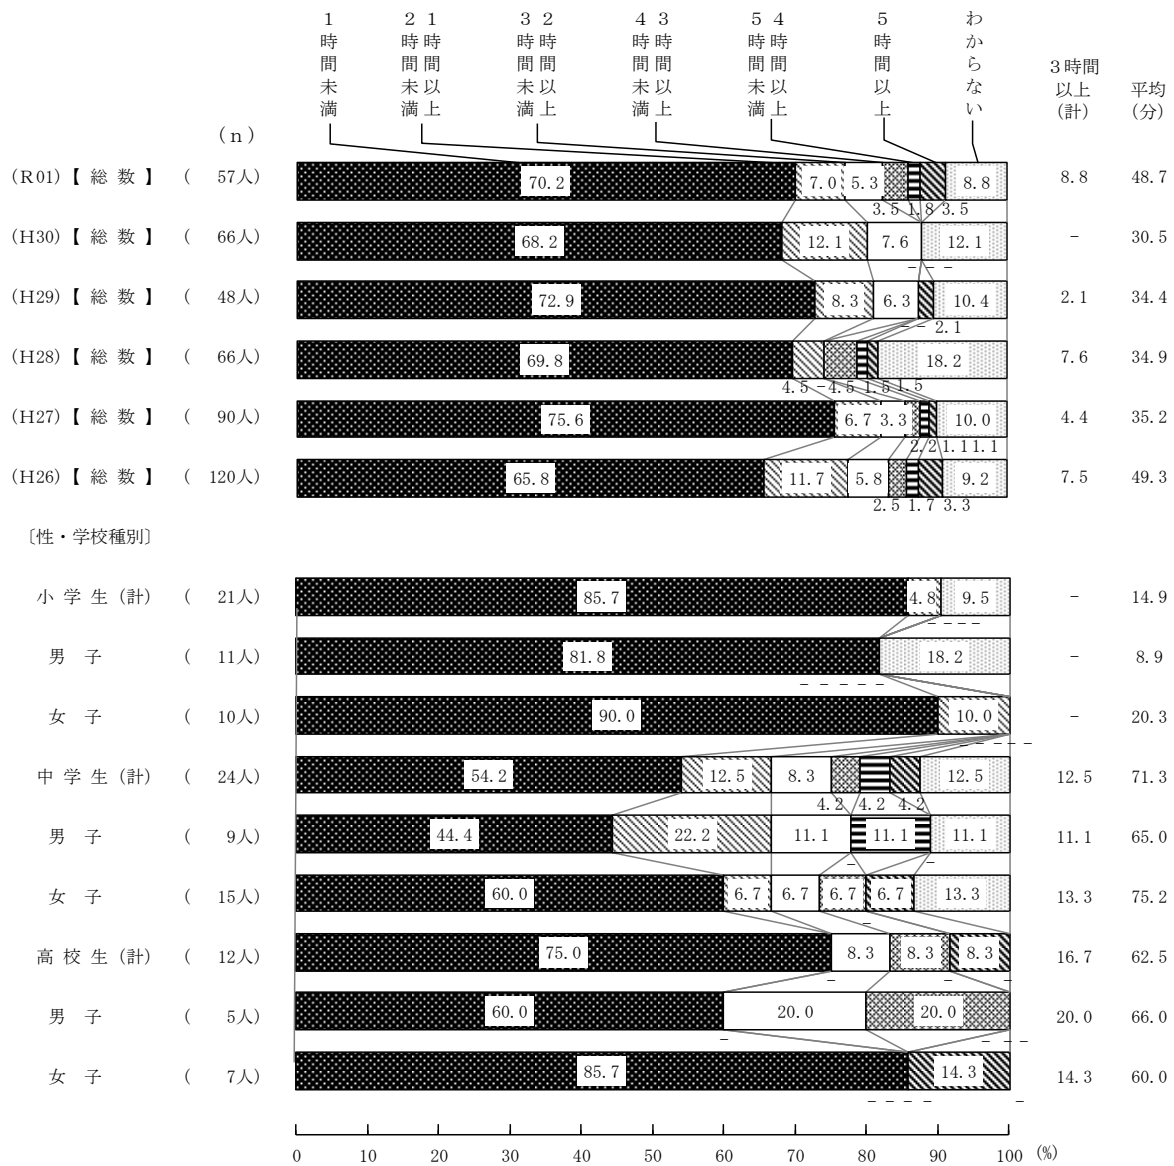 1時間未満
1時間以上
2時間未満
2時間以上
3時間未満
3時間以上
4時間未満
4時間以上
5時間未満
5時間以上
わからない
3時間以上(計)
平均(分)
(n)
(R01)【 総 数 】 ( 57人) 70.2 7.0 5.3 8.8 8.8 48.7
3.5 1.8 3.5
(H30)【 総 数 】 ( 66人) 68.2 12.1 7.6 12.1 - 30.5
- - -
(H29)【 総 数 】 ( 48人) 72.9 8.3 6.3 10.4 2.1 34.4
- - 2.1
(H28)【 総 数 】 ( 66人) 69.8 18.2 7.6 34.9
4.5 - 4.5 1.5 1.5
(H27)【 総 数 】 ( 90人) 75.6 6.7 3.3 10.0 4.4 35.2
2.2 1.1 1.1
(H26)【 総 数 】 ( 120人) 65.8 11.7 5.8 9.2 7.5 49.3
2.5 1.7 3.3
〔性・学校種別〕
小 学 生 (計) ( 21人) 85.7 4.8 9.5 - 14.9
- - - -
男 子 ( 11人) 81.8 18.2 - 8.9
- - - - -
女 子 ( 10人) 90.0 10.0 - 20.3
- - - - -
中 学 生 (計) ( 24人) 54.2 12.5 8.3 12.5 12.5 71.3
4.2 4.2 4.2
男 子 ( 9人) 44.4 22.2 11.1 11.1 11.1 11.1 65.0
- -
女 子 ( 15人) 60.0 6.7 6.7 6.7 6.7 13.3 13.3 75.2
-
高 校 生 (計) ( 12人) 75.0 8.3 8.3 8.3 16.7 62.5
- - -
男 子 ( 5人) 60.0 20.0 20.0 20.0 66.0
- - - -
女 子 ( 7人) 85.7 14.3 14.3 60.0
- - - - -
0 10 20 30 40 50 60 70 80 90 100 (%)